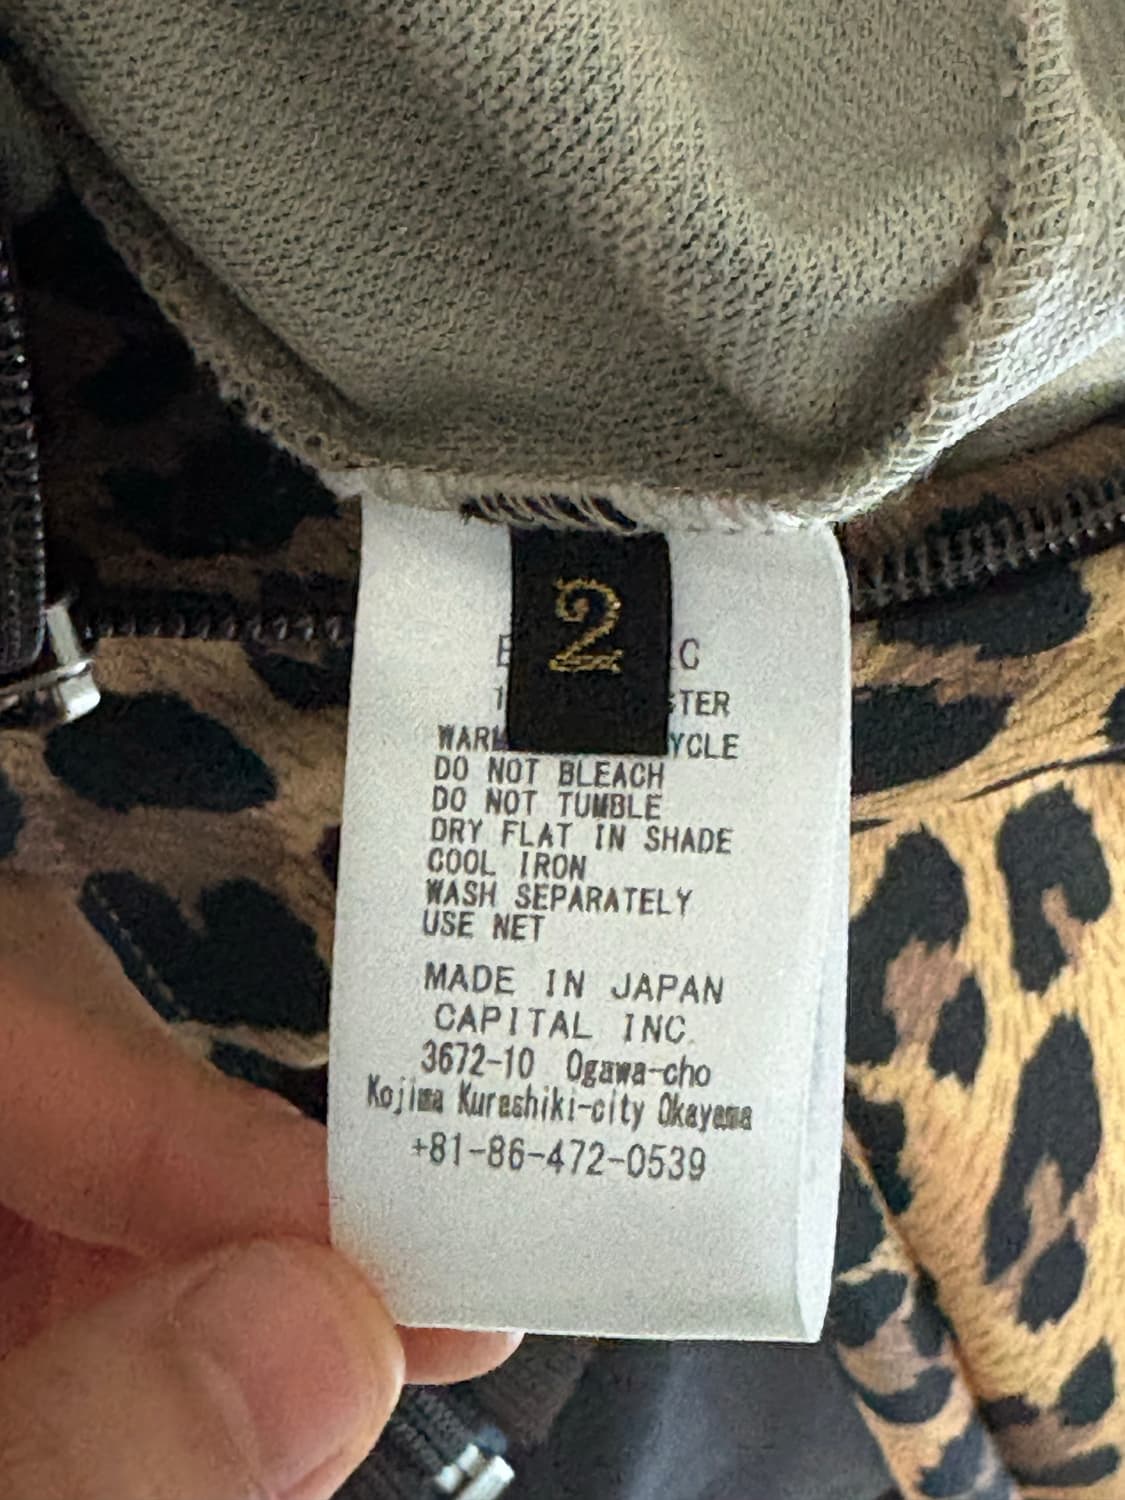 2
WARM
YCLE
DO NOT BLEACH
DO NOT TUMBLE
DRY FLAT IN SHADE
COOL IRON
WASH SEPARATELY
USE NET
MADE IN JAPAN
CAPITAL INC.
3672-10 Ogawa-cho
Kojima Kurashiki-city Okayama
+81-86-472-0539